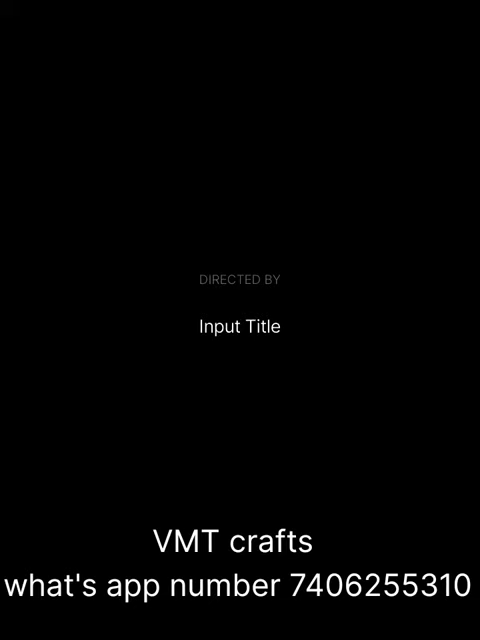 DIRECTED BY
Input Title
VMT crafts
what's app number 7406255310